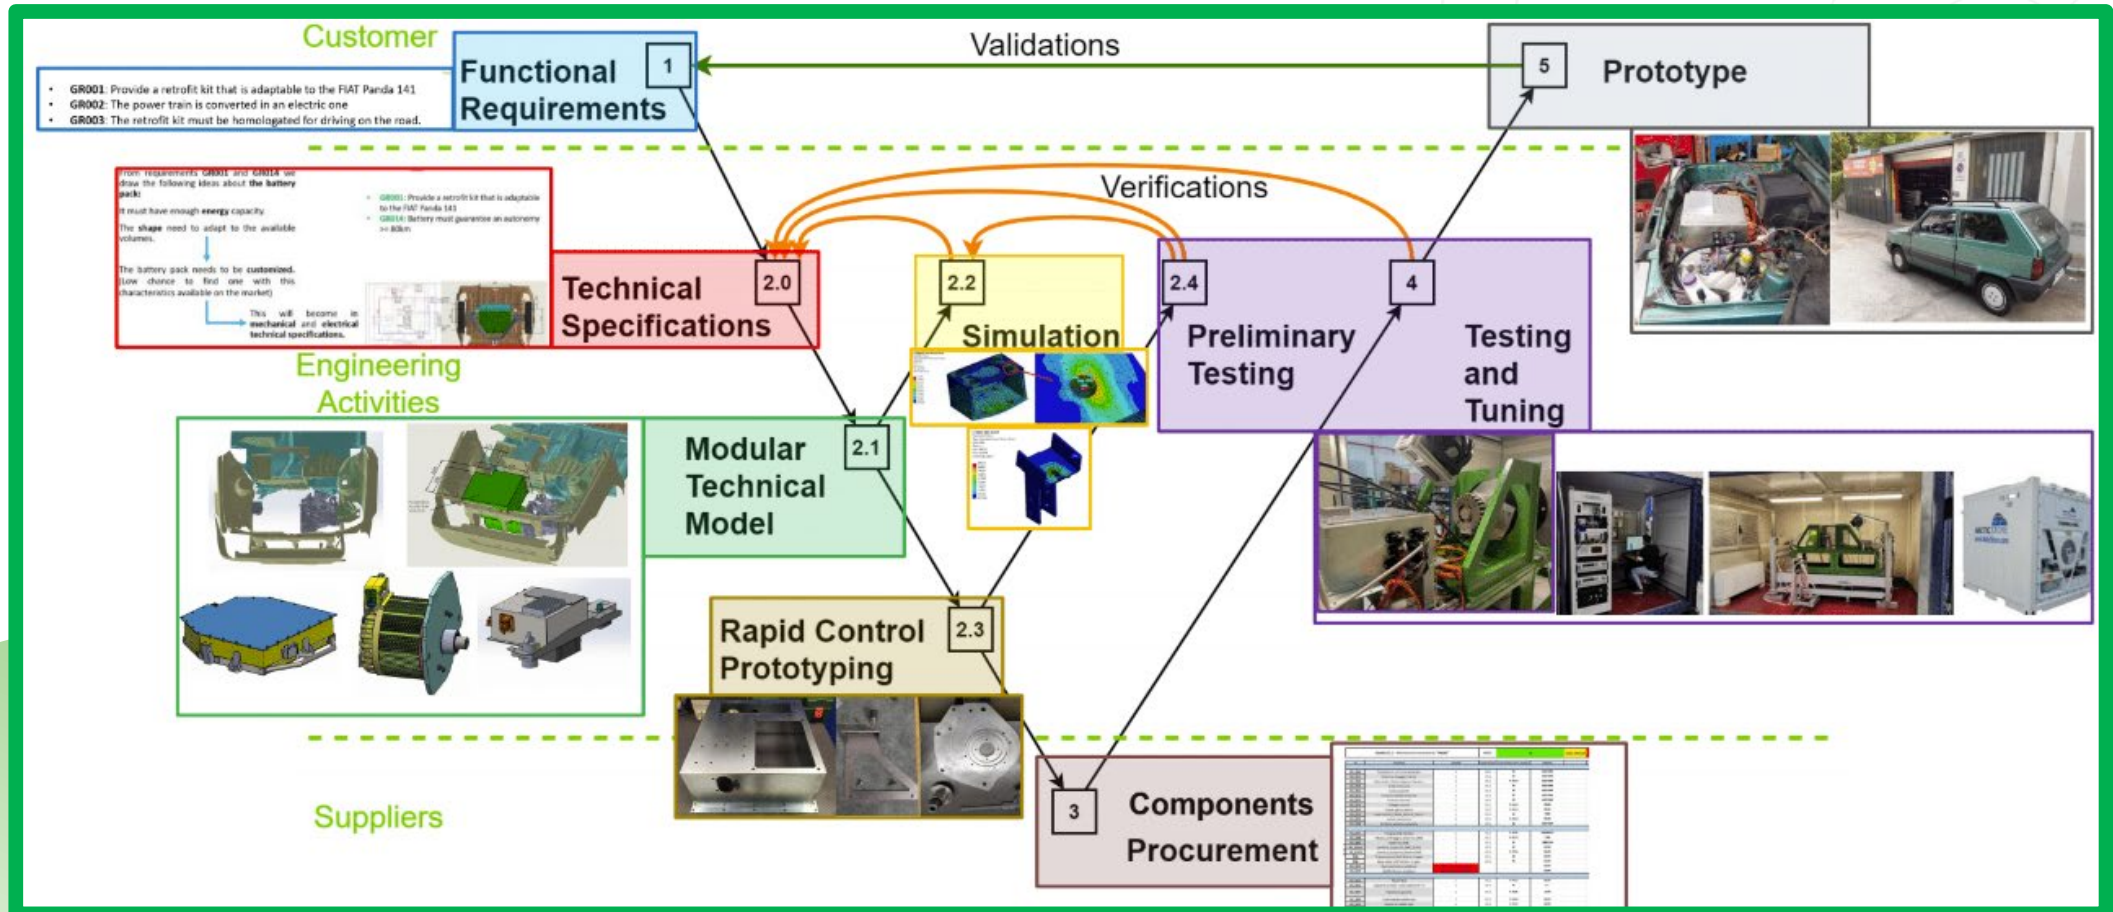 Customer
Functional
Requirements
1
Validations
5
Prototype
• GR001: Provide a retrofit kit that is adaptable to the FIAT Panda 141
• GR002: The power train is converted in an electric one
• GR003: The retrofit kit must be homologated for driving on the road.
Verifications
From requirements GR001 and GR014 we
draw the following ideas about the battery
pack:
It must have enough energy capacity.
The shape need to adapt to the available
volumes.
The battery pack needs to be customized.
(Low chance to find one with this
characteristics available on the market)
This will become in
mechanical and electrical
technical specifications.
• GR001: Provide a retrofit kit that is adaptable
to the FIAT Panda 141
• GR014: Battery must guarantee an autonomy
>= 80km
Technical
Specifications
2.0
2.2
Simulation
2.4
Preliminary
Testing
4
Testing
and
Tuning
Engineering
Activities
Modular
Technical
Model
2.1
Rapid Control
Prototyping
2.3
Suppliers
3
Components
Procurement